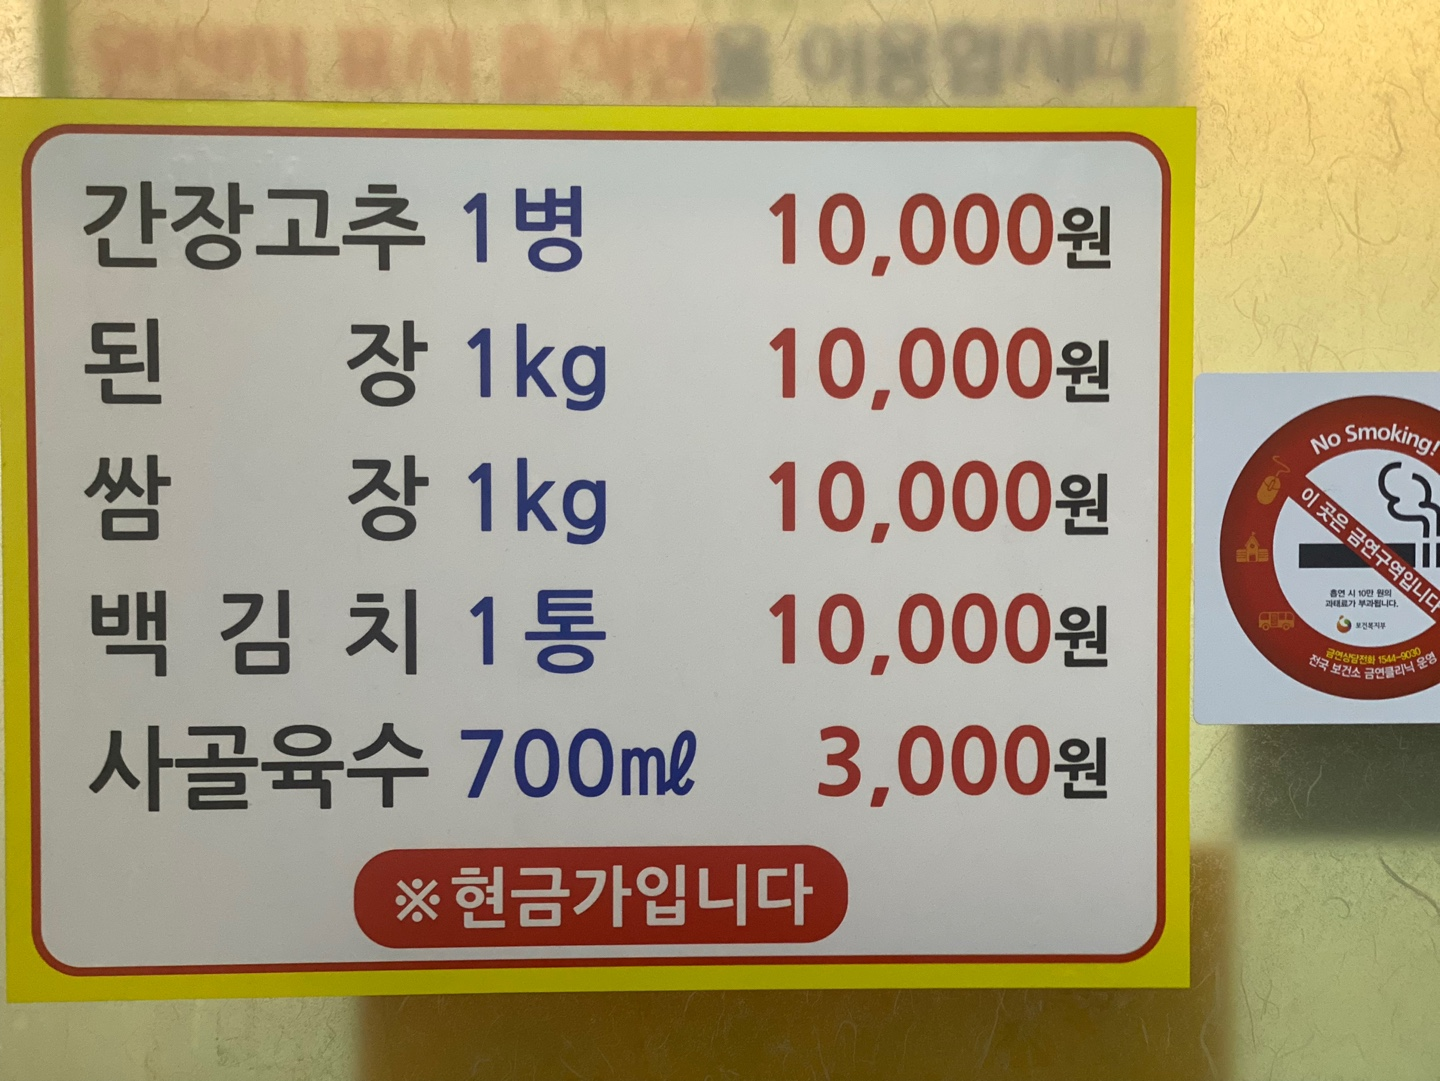 간장고추 1병 10,000원
된장 1kg 10,000원
쌈장 1kg 10,000원
백김치 1통 10,000원
사골육수 700㎖ 3,000원
※현금가입니다
No Smoking!
이 곳은 금연구역입니다
흡연 시 10만 원의
과태료가 부과됩니다.
보건복지부
금연상담전화 1544-9030
전국 보건소 금연클리닉 운영